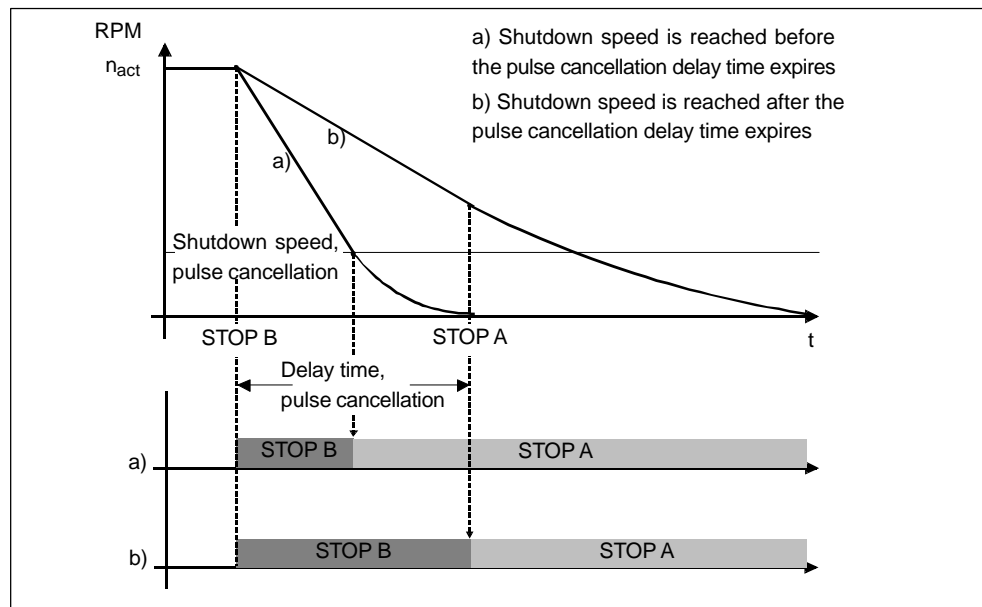 RPM
n_act
a) Shutdown speed is reached before
the pulse cancellation delay time expires
b) Shutdown speed is reached after the
pulse cancellation delay time expires
b)
a)
Shutdown speed,
pulse cancellation
STOP B
STOP A
t
Delay time,
pulse cancellation
a)
STOP B
STOP A
b)
STOP B
STOP A